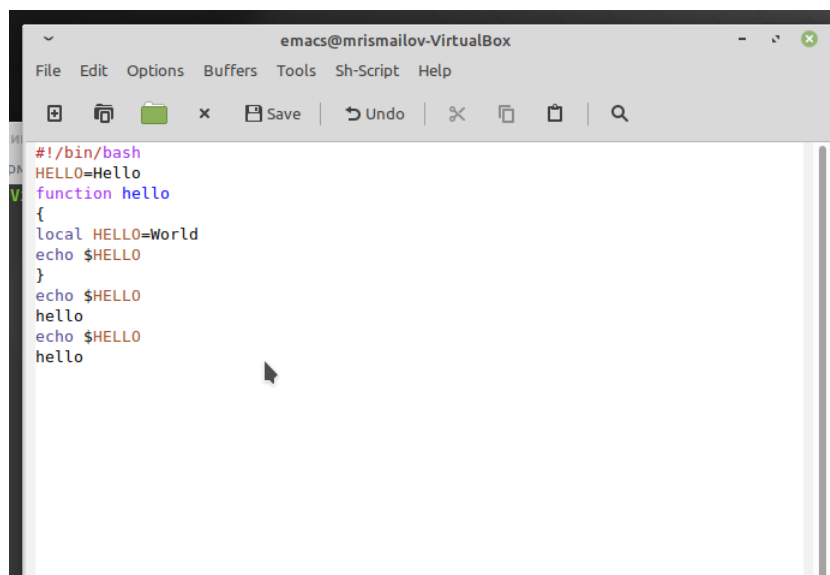 emacs@mrismailov-VirtualBox
File Edit Options Buffers Tools Sh-Script Help
Save Undo
#!/bin/bash
HELLO=Hello
function hello
{
local HELLO=World
echo $HELLO
}
echo $HELLO
hello
echo $HELLO
hello